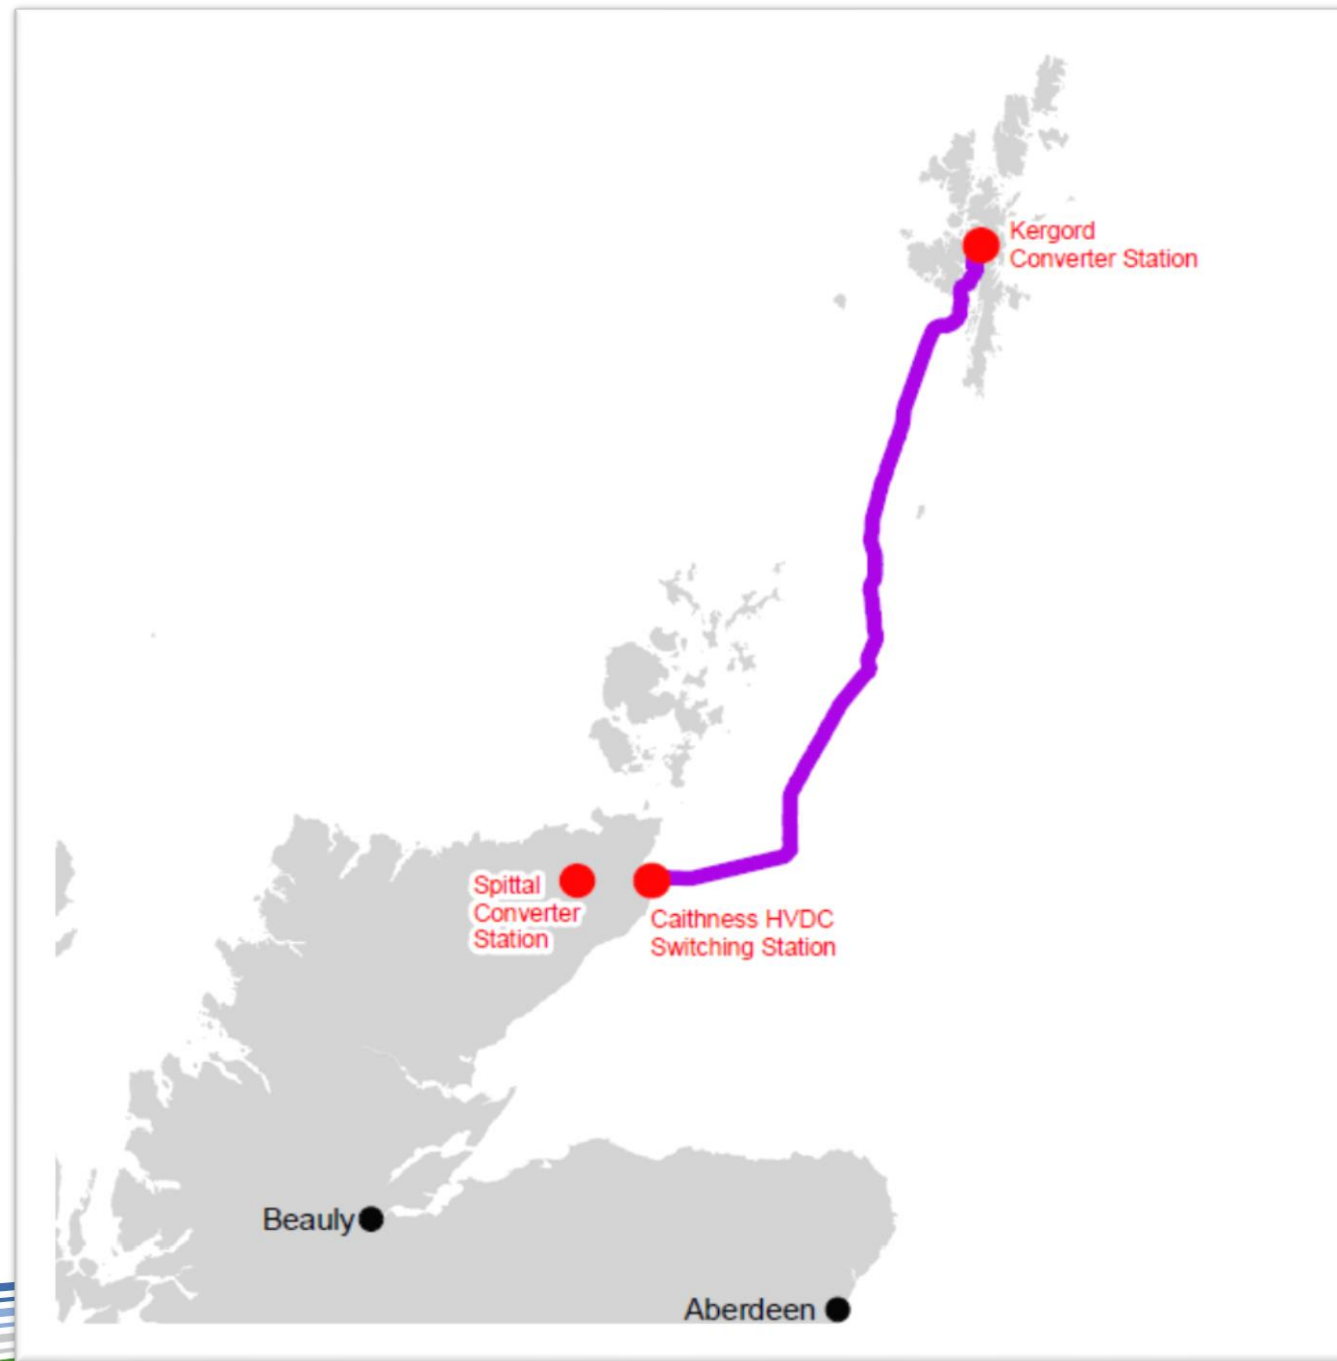 Kergord
Converter Station
Spittal
Converter
Station
Caithness HVDC
Switching Station
Beauly
Aberdeen